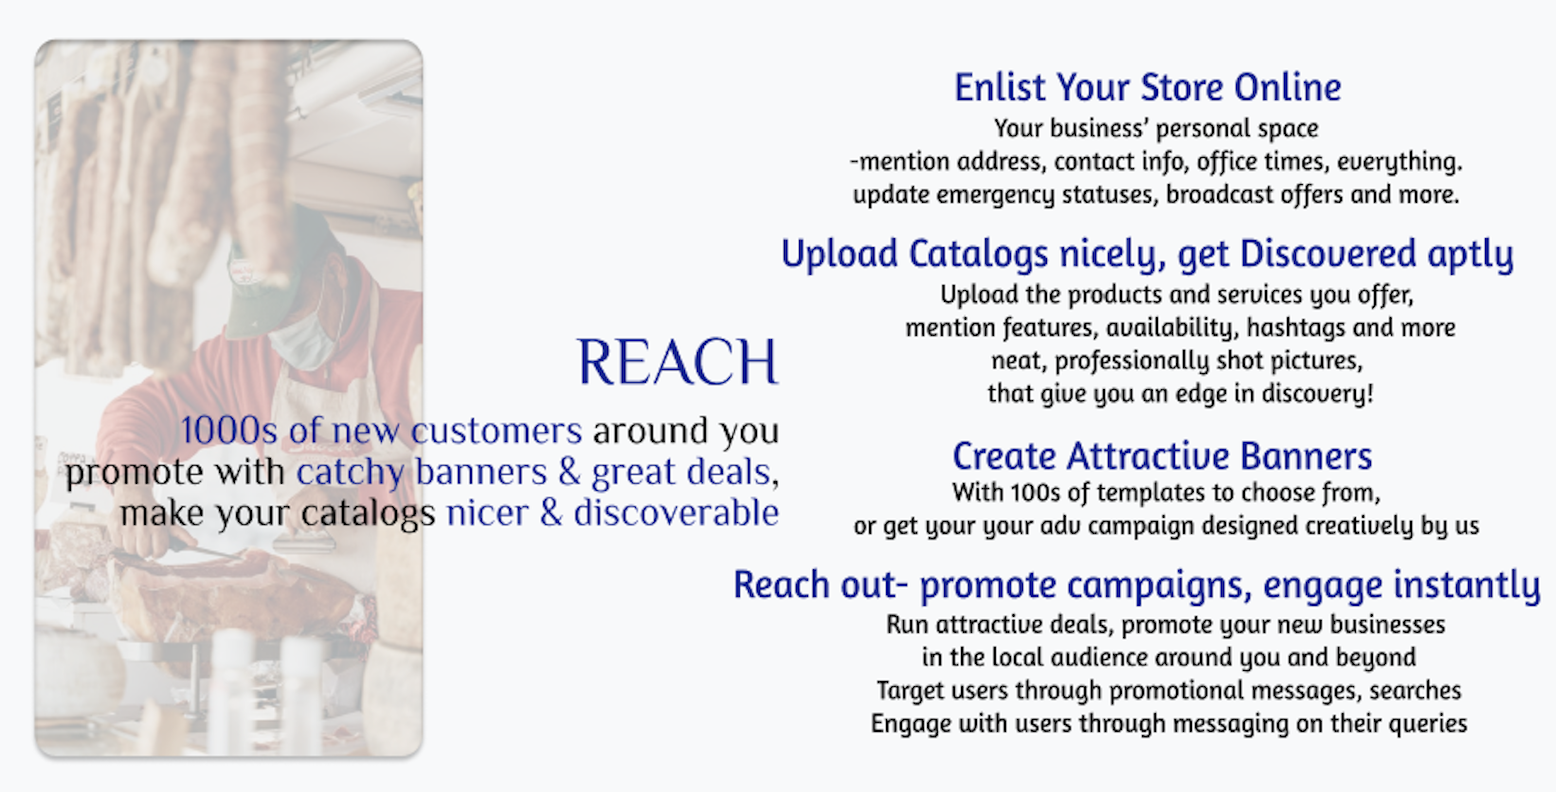 REACH
1000s of new customers around you
promote with catchy banners & great deals,
make your catalogs nicer & discoverable
Enlist Your Store Online
Your business’ personal space
-mention address, contact info, office times, everything.
update emergency statuses, broadcast offers and more.
Upload Catalogs nicely, get Discovered aptly
Upload the products and services you offer,
mention features, availability, hashtags and more
neat, professionally shot pictures,
that give you an edge in discovery!
Create Attractive Banners
With 100s of templates to choose from,
or get your your adv campaign designed creatively by us
Reach out- promote campaigns, engage instantly
Run attractive deals, promote your new businesses
in the local audience around you and beyond
Target users through promotional messages, searches
Engage with users through messaging on their queries